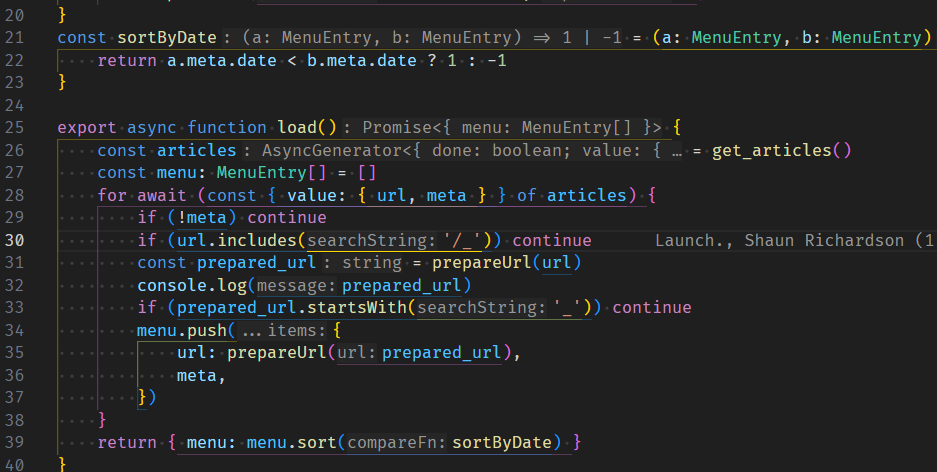 20 }
21 const sortByDate: (a: MenuEntry, b: MenuEntry) => 1 | -1 = (a: MenuEntry, b: MenuEntry)
22 return a.meta.date < b.meta.date ? 1 : -1
23 }
24
25 export async function load(): Promise<{ menu: MenuEntry[] }> {
26 const articles: AsyncGenerator<{ done: boolean; value: { … = get_articles()
27 const menu: MenuEntry[] = []
28 for await (const { value: { url, meta } } of articles) {
29 if (!meta) continue
30 if (url.includes(searchString: '/_')) continue Launch., Shaun Richardson (1
31 const prepared_url: string = prepareUrl(url)
32 console.log(message: prepared_url)
33 if (prepared_url.startsWith(searchString: '_')) continue
34 menu.push(...items: {
35 url: prepareUrl(url: prepared_url),
36 meta,
37 })
38 }
39 return { menu: menu.sort(compareFn: sortByDate) }
40 }